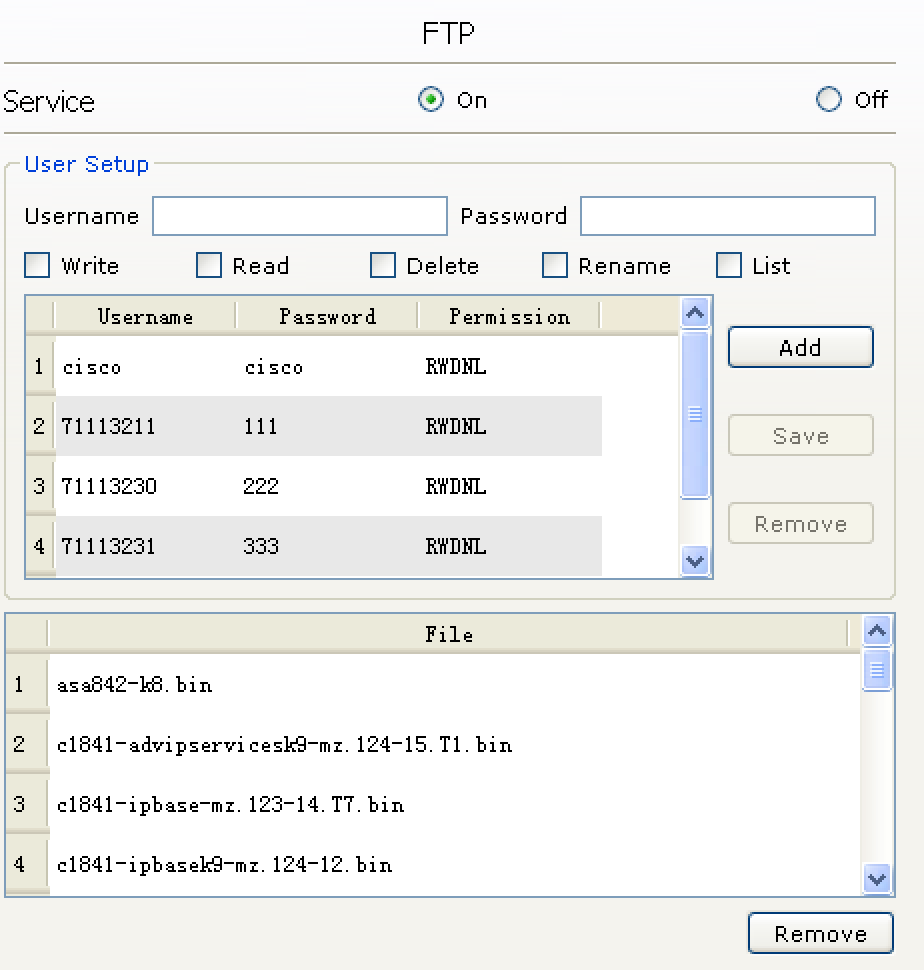 FTP
Service On Off
User Setup
Username Password
Write Read Delete Rename List
Username Password Permission
1 cisco cisco RWDNL
2 71113211 111 RWDNL
3 71113230 222 RWDNL
4 71113231 333 RWDNL
Add
Save
Remove
File
1 asa842-k8.bin
2 c1841-advipservicesk9-mz.124-15.T1.bin
3 c1841-ipbase-mz.123-14.T7.bin
4 c1841-ipbasek9-mz.124-12.bin
Remove